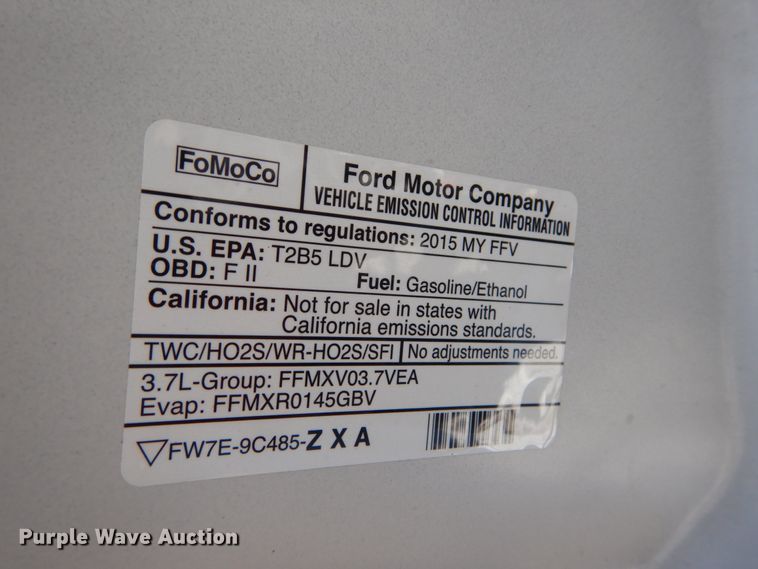 FoMoCo
Ford Motor Company
VEHICLE EMISSION CONTROL INFORMATION
Conforms to regulations: 2015 MY FFV
U.S. EPA: T2B5 LDV
OBD: F II
Fuel: Gasoline/Ethanol
California: Not for sale in states with
California emissions standards.
TWC/HO2S/WR-HO2S/SFI
No adjustments needed.
3.7L-Group: FFMXV03.7VEA
Evap: FFMXR0145GBV
FW7E-9C485-ZXA
Purple Wave Auction